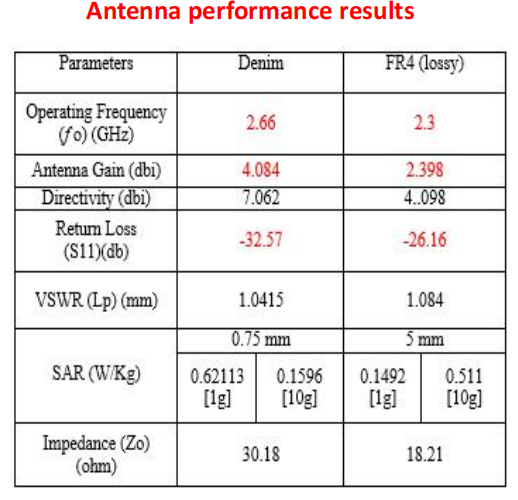 Antenna performance results
Parameters Denim FR4 (lossy)
Operating Frequency
(fo) (GHz) 2.66 2.3
Antenna Gain (dbi) 4.084 2.398
Directivity (dbi) 7.062 4..098
Return Loss
(S11)(db) -32.57 -26.16
VSWR (Lp) (mm) 1.0415 1.084
0.75 mm 5 mm
SAR (W/Kg) 0.62113 0.1596 0.1492 0.511
[1g] [10g] [1g] [10g]
Impedance (Zo)
(ohm) 30.18 18.21